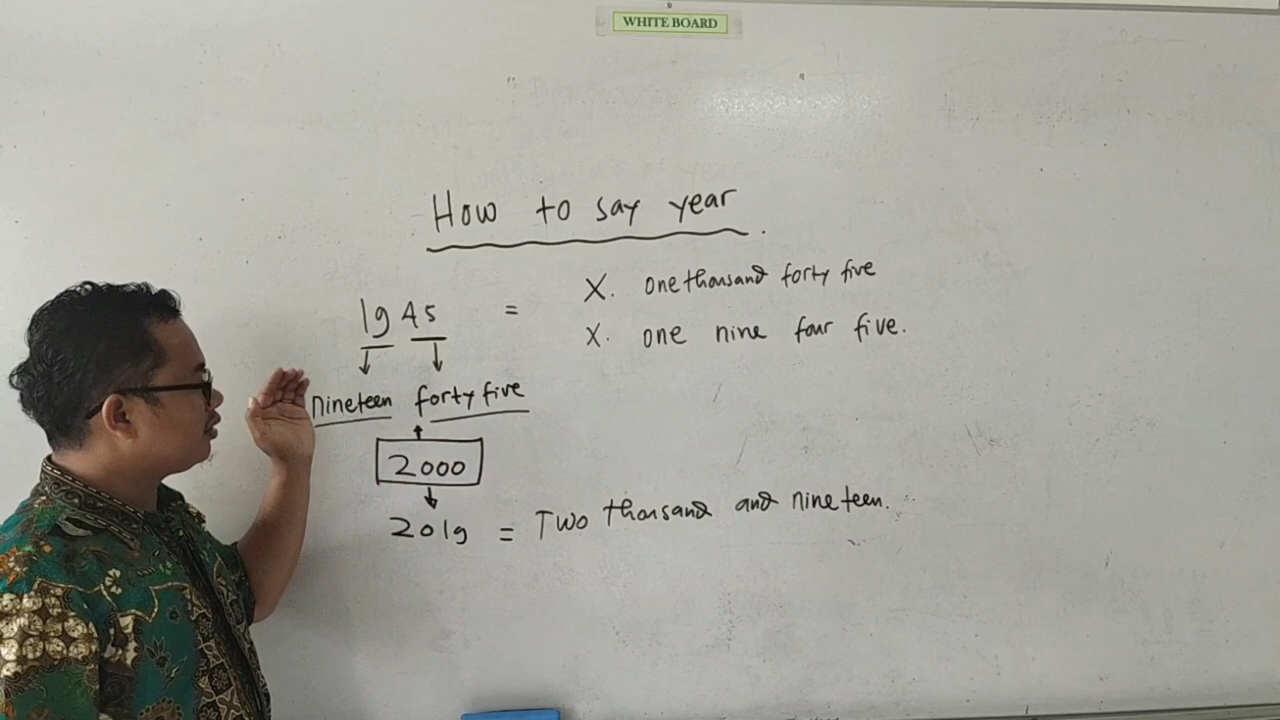 WHITE BOARD
How to say year.
1945 = X. one thousand forty five
X. one nine four five.
nineteen forty five
2000
2019 = Two thousand and nineteen.